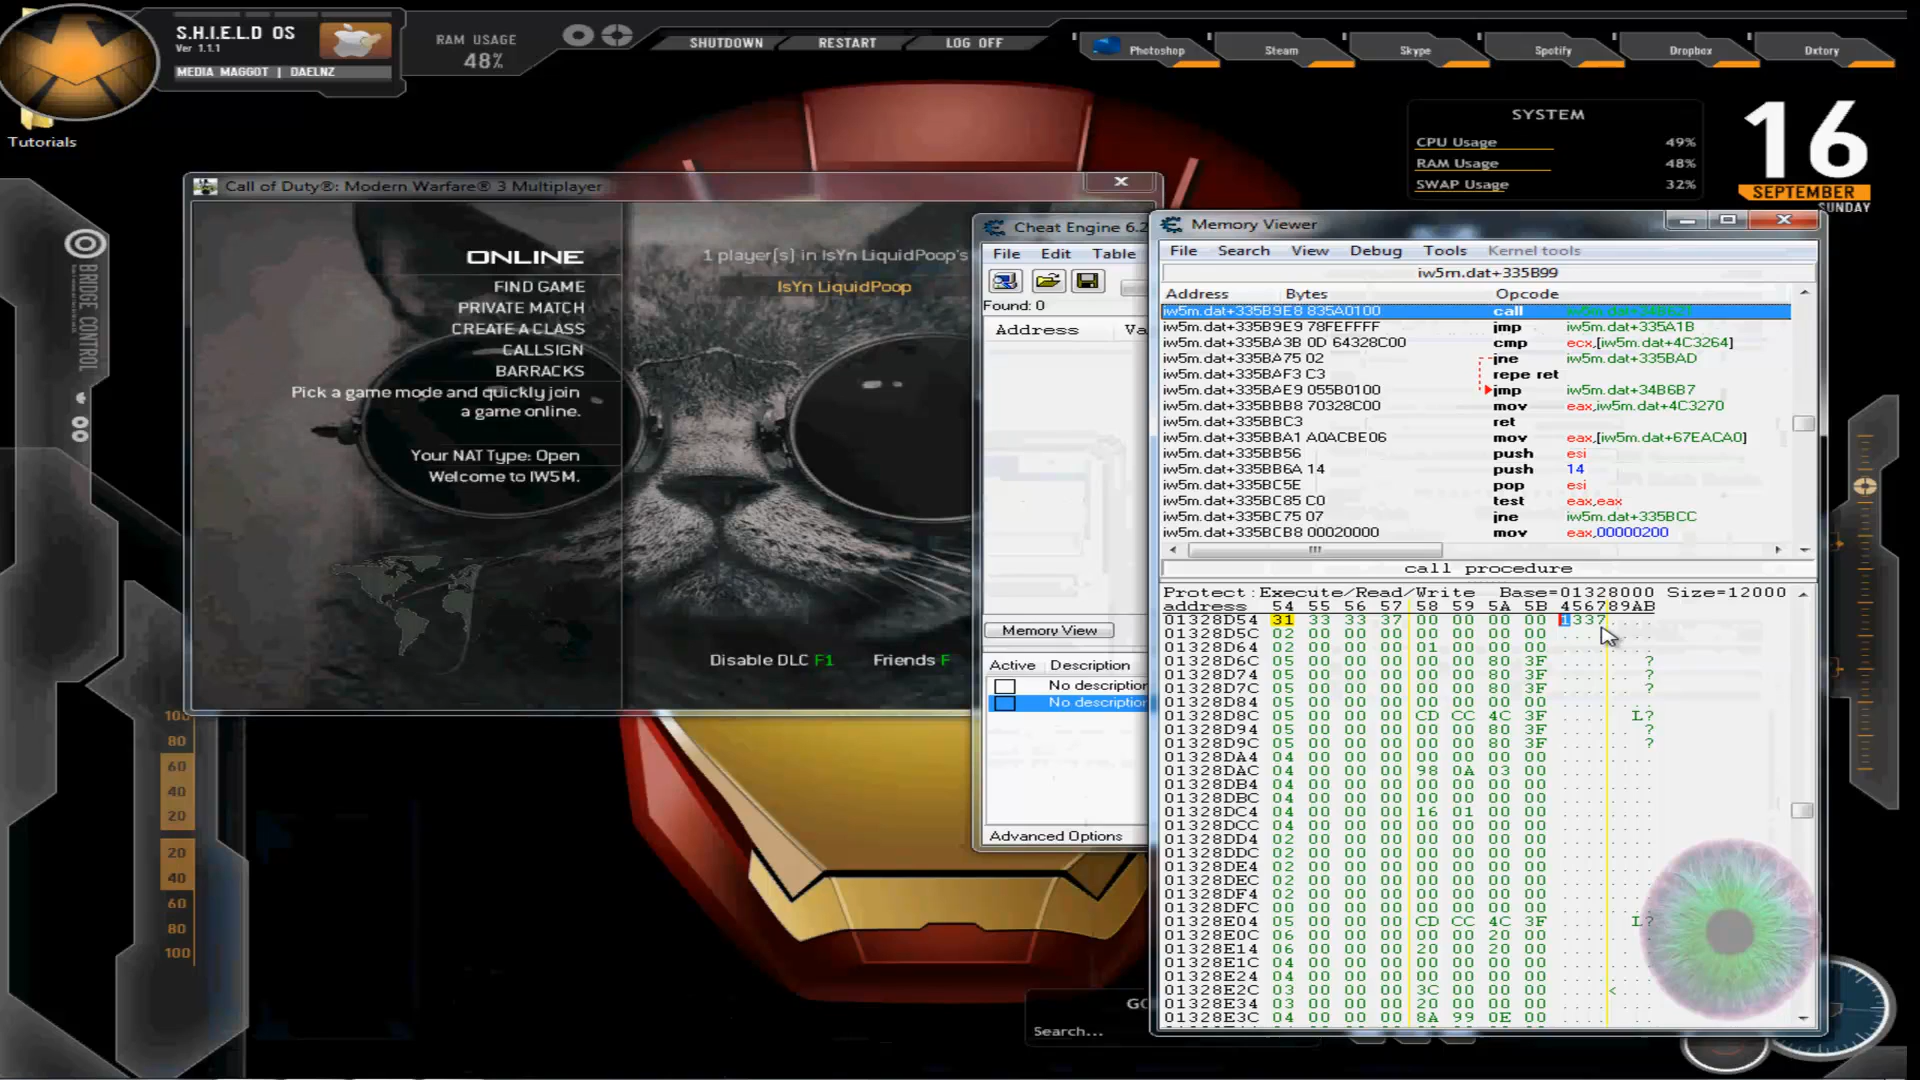 S.H.I.E.L.D OS
Ver 1.1.1
MEDIA MAGGOT | DAELNZ
RAM USAGE
48%
SHUTDOWN
RESTART
LOG OFF
Photoshop
Steam
Skype
Spotify
Dropbox
Dxtory
Tutorials
SYSTEM
CPU Usage 49%
RAM Usage 48%
SWAP Usage 32%
16
SEPTEMBER
SUNDAY
BRIDGE CONTROL
Call of Duty®: Modern Warfare® 3 Multiplayer
ONLINE
FIND GAME
PRIVATE MATCH
CREATE A CLASS
CALLSIGN
BARRACKS
Pick a game mode and quickly join
a game online.
Your NAT Type: Open
Welcome to IW5M.
1 player[s] in IsYn LiquidPoop's
IsYn LiquidPoop
Disable DLC F1
Friends F
Cheat Engine 6.2
File Edit Table
Found: 0
Address Va
Memory View
Active Description
No description
No description
Advanced Options
Memory Viewer
File Search View Debug Tools Kernel tools
iw5m.dat+335B99
Address Bytes Opcode
iw5m.dat+335B9E8 835A0100 call
iw5m.dat+335B9E9 78FEFFFF jmp iw5m.dat+335A1B
iw5m.dat+335BA3B 0D 64328C00 cmp ecx,[iw5m.dat+4C3264]
iw5m.dat+335BA75 02 jne iw5m.dat+335BAD
iw5m.dat+335BAF3 C3 repe ret
iw5m.dat+335BAE9 055B0100 jmp iw5m.dat+34B6B7
iw5m.dat+335BBB8 70328C00 mov eax,iw5m.dat+4C3270
iw5m.dat+335BBC3 ret
iw5m.dat+335BBA1 A0ACBE06 mov eax,[iw5m.dat+67EACA0]
iw5m.dat+335BB56 push esi
iw5m.dat+335BB6A 14 push 14
iw5m.dat+335BC5E pop esi
iw5m.dat+335BC85 C0 test eax,eax
iw5m.dat+335BC75 07 jne iw5m.dat+335BCC
iw5m.dat+335BCB8 00020000 mov eax,00000200
call procedure
Protect:Execute/Read/Write Base=01328000 Size=12000
address 54 55 56 57 58 59 5A 5B 456789AB
01328D54 31 33 33 37 00 00 00 00 1337....
01328D5C 02 00 00 00 00 00 00 00 ........
01328D64 02 00 00 00 01 00 00 00 ........
01328D6C 05 00 00 00 00 00 80 3F ...... ?
01328D74 05 00 00 00 00 00 80 3F ...... ?
01328D7C 05 00 00 00 00 00 80 3F ...... ?
01328D84 05 00 00 00 00 00 00 00 ........
01328D8C 05 00 00 00 CD CC 4C 3F .... L?
01328D94 05 00 00 00 00 00 80 3F ...... ?
01328D9C 05 00 00 00 00 00 80 3F ...... ?
01328DA4 04 00 00 00 00 00 00 00 ........
01328DAC 04 00 00 00 98 0A 03 00 .... ...
01328DB4 04 00 00 00 00 00 00 00 ........
01328DBC 04 00 00 00 00 00 00 00 ........
01328DC4 04 00 00 00 16 01 00 00 ........
01328DCC 04 00 00 00 00 00 00 00 ........
01328DD4 02 00 00 00 00 00 00 00 ........
01328DDC 02 00 00 00 00 00 00 00 ........
01328DE4 02 00 00 00 00 00 00 00 ........
01328DEC 02 00 00 00 00 00 00 00 ........
01328DF4 02 00 00 00 00 00 00 00 ........
01328DFC 00 00 00 00 00 00 00 00 ........
01328E04 05 00 00 00 CD CC 4C 3F .... L?
01328E0C 06 00 00 00 00 00 20 00
01328E14 06 00 00 00 20 00 20 00
01328E1C 04 00 00 00 00 00 00 00
01328E24 04 00 00 00 00 00 00 00
01328E2C 03 00 00 00 3C 00 00 00 ....<...
01328E34 03 00 00 00 20 00 00 00
01328E3C 04 00 00 00 8A 99 0E 00
Search...
100
80
60
40
20
20
40
60
80
100